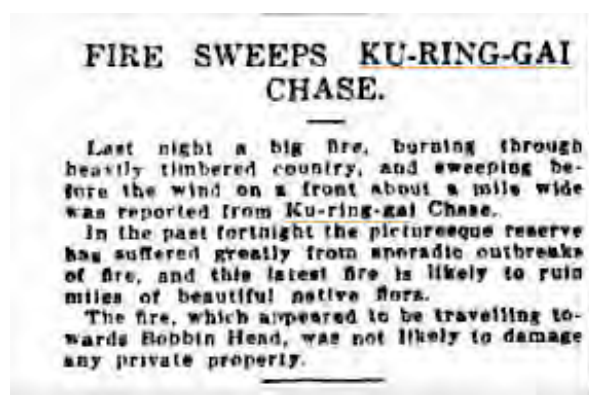 FIRE SWEEPS KU-RING-GAI
CHASE.
Last night a big fire, burning through
heavily timbered country, and sweeping be-
fore the wind on a front about a mile wide
was reported from Ku-ring-gai Chase.
In the past fortnight the picturesque reserve
has suffered greatly from sporadic outbreaks
of fire, and this latest fire is likely to ruin
miles of beautiful native flora.
The fire, which appeared to be travelling to-
wards Bobbin Head, was not likely to damage
any private property.